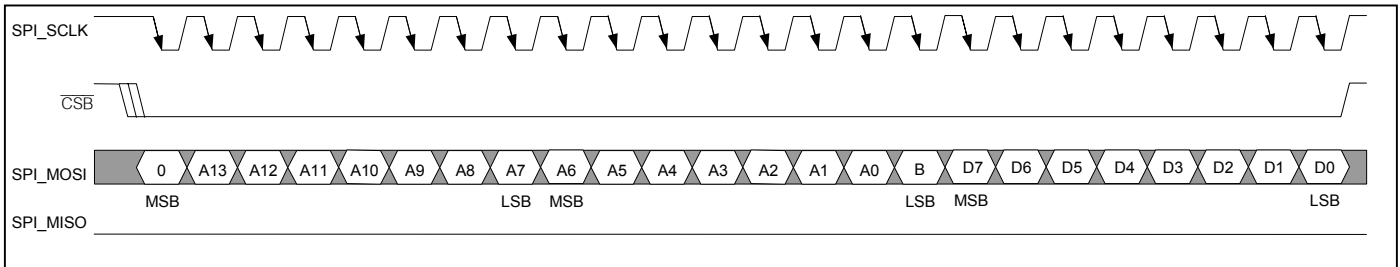 SPI_SCLK
CSB
SPI_MOSI 0 A13 A12 A11 A10 A9 A8 A7 A6 A5 A4 A3 A2 A1 A0 B D7 D6 D5 D4 D3 D2 D1 D0
MSB LSB MSB LSB MSB LSB
SPI_MISO